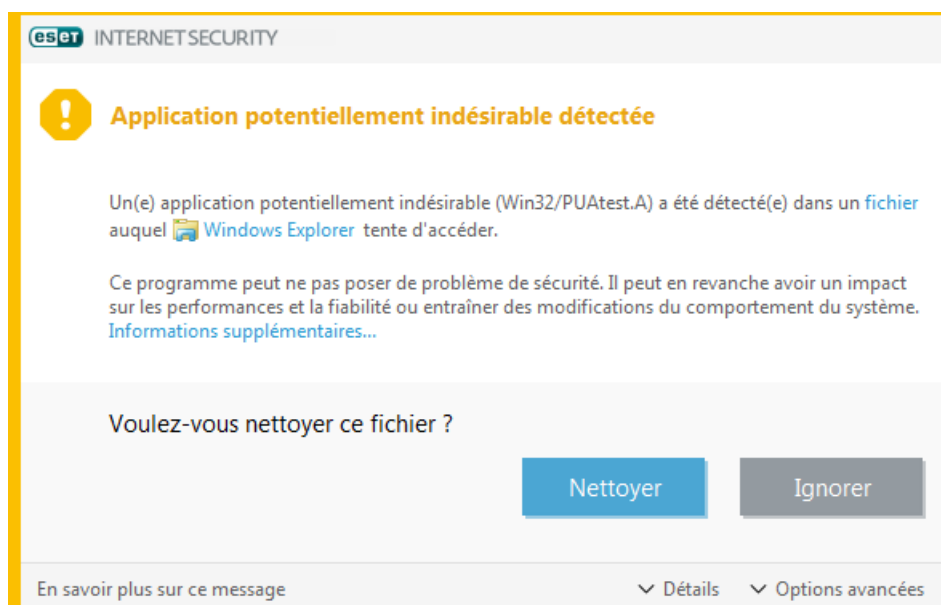 eset INTERNET SECURITY
Application potentiellement indésirable détectée
Un(e) application potentiellement indésirable (Win32/PUAtest.A) a été détecté(e) dans un fichier
auquel Windows Explorer tente d'accéder.
Ce programme peut ne pas poser de problème de sécurité. Il peut en revanche avoir un impact
sur les performances et la fiabilité ou entraîner des modifications du comportement du système.
Informations supplémentaires...
Voulez-vous nettoyer ce fichier ?
Nettoyer Ignorer
En savoir plus sur ce message Détails Options avancées